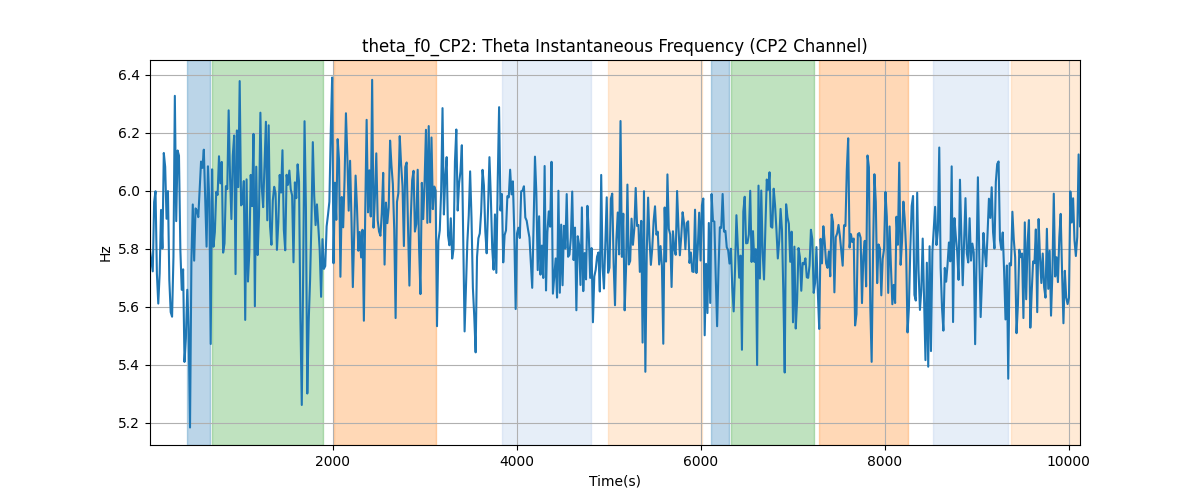 theta_f0_CP2: Theta Instantaneous Frequency (CP2 Channel)
6.4
6.2
6.0
5.8
5.6
5.4
5.2
Hz
2000 4000 6000 8000 10000
Time(s)